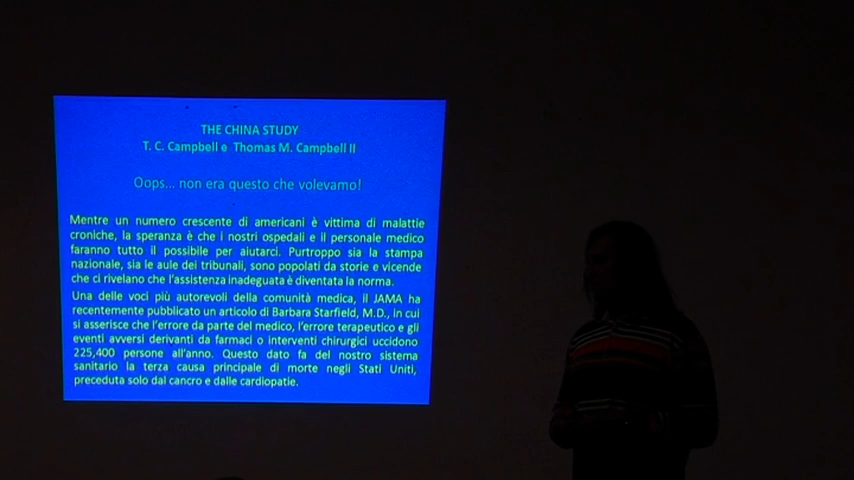 THE CHINA STUDY
T. C. Campbell e Thomas M. Campbell II
Oops... non era questo che volevamo!
Mentre un numero crescente di americani è vittima di malattie
croniche, la speranza è che i nostri ospedali e il personale medico
faranno tutto il possibile per aiutarci. Purtroppo sia la stampa
nazionale, sia le aule dei tribunali, sono popolati da storie e vicende
che ci rivelano che l'assistenza inadeguata è diventata la norma.
Una delle voci più autorevoli della comunità medica, il JAMA ha
recentemente pubblicato un articolo di Barbara Starfield, M.D., in cui
si asserisce che l'errore da parte del medico, l'errore terapeutico e gli
eventi avversi derivanti da farmaci o interventi chirurgici uccidono
225,400 persone all'anno. Questo dato fa del nostro sistema
sanitario la terza causa principale di morte negli Stati Uniti,
preceduta solo dal cancro e dalle cardiopatie.